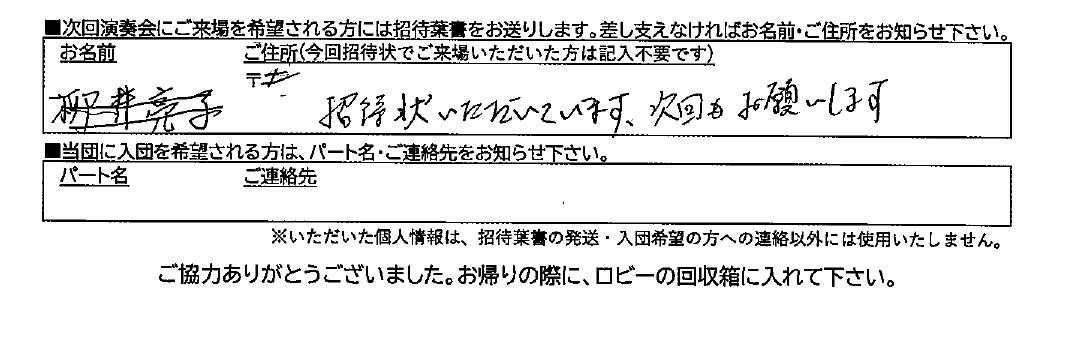 ■次回演奏会にご来場を希望される方には招待葉書をお送りします。差し支えなければお名前・ご住所をお知らせ下さい。
お名前 ご住所(今回招待状でご来場いただいた方は記入不要です)
〒
柳井亮子 招待状いただいています、次回もお願いします
■当団に入団を希望される方は、パート名・ご連絡先をお知らせ下さい。
パート名 ご連絡先
※いただいた個人情報は、招待葉書の発送・入団希望の方への連絡以外には使用いたしません。
ご協力ありがとうございました。お帰りの際に、ロビーの回収箱に入れて下さい。